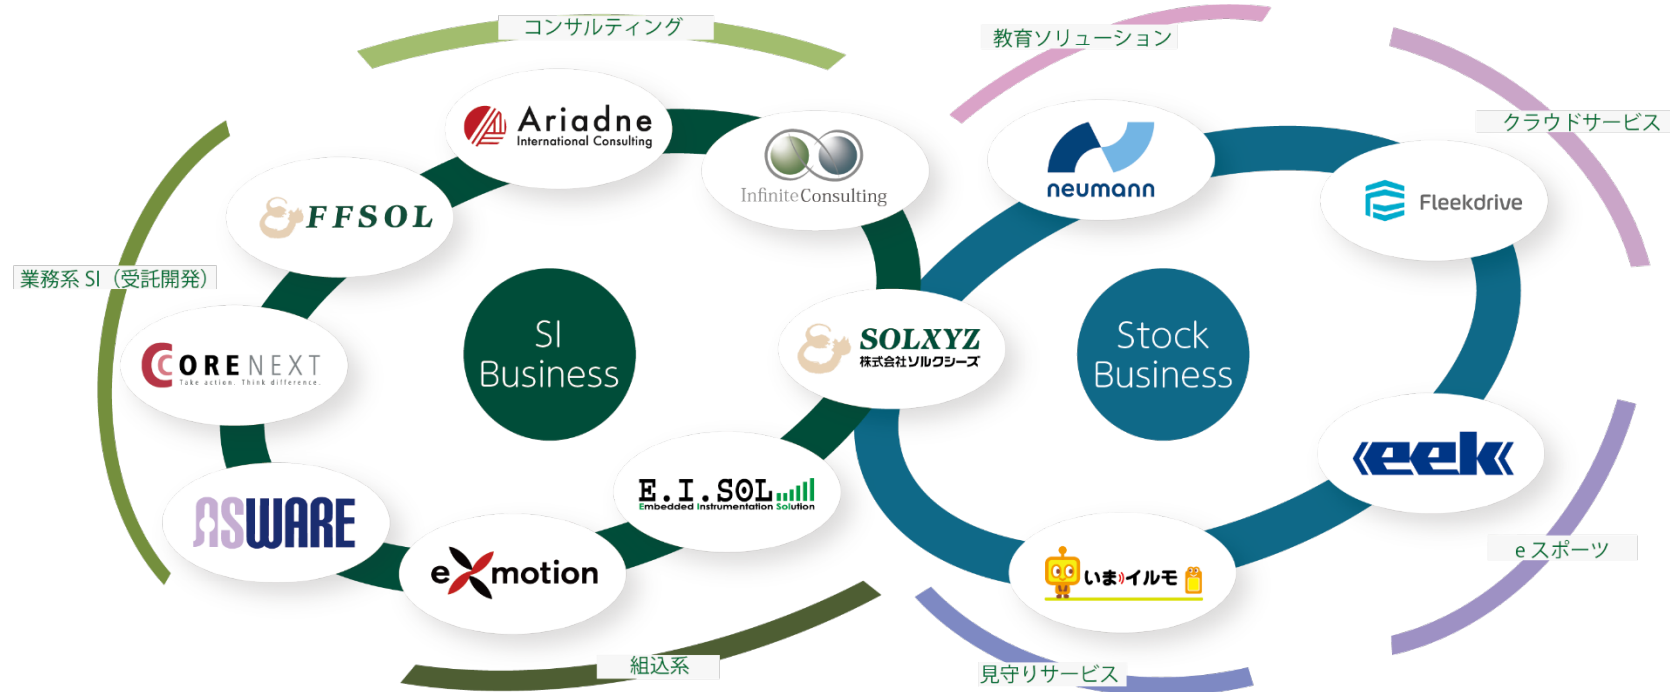 コンサルティング
教育ソリューション
クラウドサービス
Ariadne
International Consulting
InfiniteConsulting
neumann
Fleekdrive
FFSOL
業務系 SI（受託開発）
SI
Business
SOLXYZ
株式会社ソルクシーズ
Stock
Business
CORENEXT
Take action. Think difference.
eek
E.I.SOL
Embedded Instrumentation Solution
ASWARE
eXmotion
いまイルモ
eスポーツ
組込系
見守りサービス